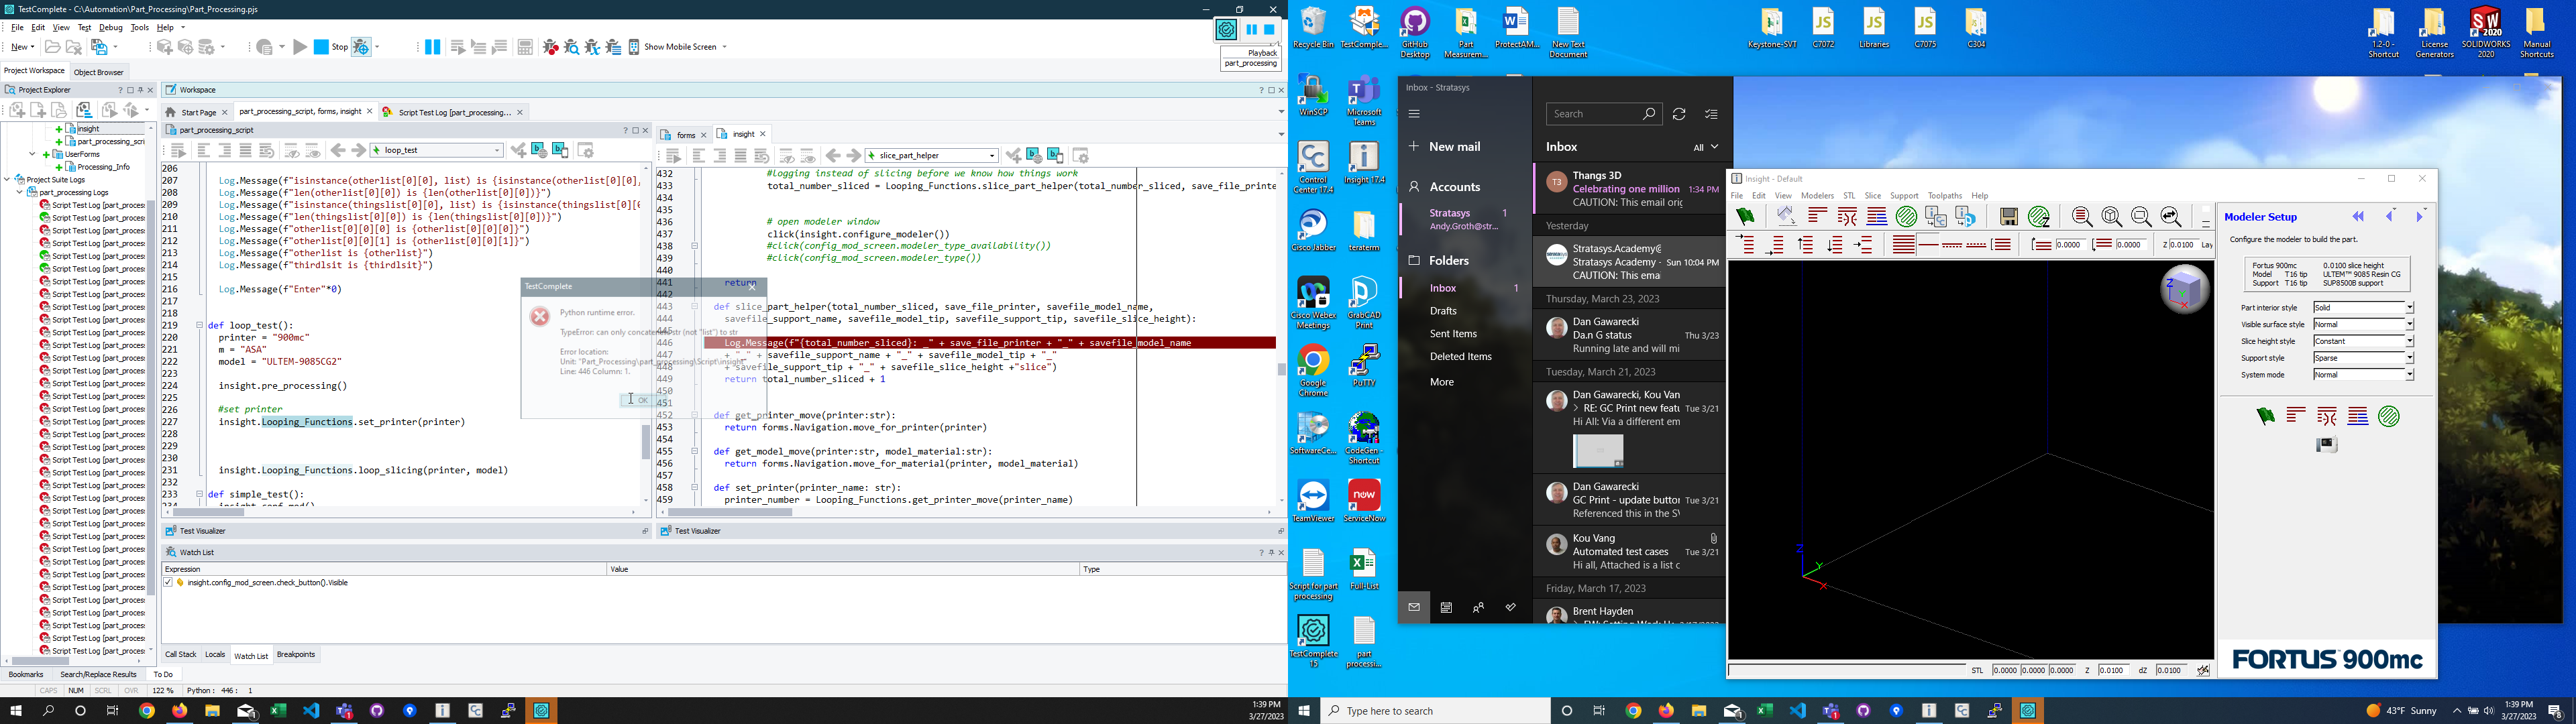 TestComplete - C:\Automation\Part_Processing\Part_Processing.pjs
File Edit View Test Debug Tools Help
New
Stop
Show Mobile Screen
Playback
part_processing
Project Workspace Object Browser
Project Explorer
insight
part_processing_scri
UserForms
Processing_Info
Project Suite Logs
part_processing Logs
Script Test Log [part_proces
Workspace
Start Page
part_processing_script, forms, insight
Script Test Log [part_processing...
part_processing_script
loop_test
206
207 Log.Message(f"isinstance(otherlist[0][0], list) is {isinstance(otherlist[0],
208 Log.Message(f"len(otherlist[0][0]) is {len(otherlist[0][0])}")
209 Log.Message(f"isinstance(thingslist[0][0], list) is {isinstance(thingslist[0][0
210 Log.Message(f"len(thingslist[0][0]) is {len(thingslist[0][0])}")
211 Log.Message(f"otherlist[0][0][0] is {otherlist[0][0][0]}")
212 Log.Message(f"otherlist[0][0][1] is {otherlist[0][0][1]}")
213 Log.Message(f"otherlist is {otherlist}")
214 Log.Message(f"thirdlsit is {thirdlsit}")
215
216 Log.Message(f"Enter"*0)
217
218
219 def loop_test():
220 printer = "900mc"
221 m = "ASA"
222 model = "ULTEM-9085CG2"
223
224 insight.pre_processing()
225
226 #set printer
227 insight.Looping_Functions.set_printer(printer)
228
229
230
231 insight.Looping_Functions.loop_slicing(printer, model)
232
233 def simple_test():
forms
insight
slice_part_helper
432 #Logging instead of slicing before we know how things work
433 total_number_sliced = Looping_Functions.slice_part_helper(total_number_sliced, save_file_printe
434
435
436 # open modeler window
437 click(insight.configure_modeler())
438 #click(config_mod_screen.modeler_type_availability())
439 #click(config_mod_screen.modeler_type())
440
441 return
442
443 def slice_part_helper(total_number_sliced, save_file_printer, savefile_model_name,
444 savefile_support_name, savefile_model_tip, savefile_support_tip, savefile_slice_height):
445
446 Log.Message(f"{total_number_sliced}: _" + save_file_printer + "_" + savefile_model_name
447 + "_" + savefile_support_name + "_" + savefile_model_tip + "_"
448 + savefile_support_tip + "_" + savefile_slice_height +"slice")
449 return total_number_sliced + 1
450
451
452 def get_printer_move(printer:str):
453 return forms.Navigation.move_for_printer(printer)
454
455 def get_model_move(printer:str, model_material:str):
456 return forms.Navigation.move_for_material(printer, model_material)
457
458 def set_printer(printer_name: str):
459 printer_number = Looping_Functions.get_printer_move(printer_name)
TestComplete
Python runtime error.
TypeError: can only concatenate str (not "list") to str
Error location:
Unit: "Part_Processing\part_processing\Script\insight"
Line: 446 Column: 1.
OK
Test Visualizer
Test Visualizer
Watch List
Expression Value Type
insight.config_mod_screen.check_button().Visible
Call Stack Locals Watch List Breakpoints
Bookmarks Search/Replace Results To Do
CAPS NUM SCRL OVR 122 % Python : 446 : 1
1:39 PM
3/27/2023
Recycle Bin
TestComple...
GitHub Desktop
Part Measurem...
ProtectAM...
New Text Document
Keystone-SVT
C7072
Libraries
C7075
C304
1.2-0 - Shortcut
License Generators
SOLIDWORKS 2020
Manual Shortcuts
WinSCP
Microsoft Teams
Control Center 17.4
Insight 17.4
Cisco Jabber
teraterm
Cisco Webex Meetings
GrabCAD Print
Google Chrome
PuTTY
SoftwareCe...
CodeGen - Shortcut
TeamViewer
ServiceNow
Script for part processing
Full-List
TestComplete 15
part processi...
Inbox - Stratasys
New mail
Accounts
Stratasys 1
Andy.Groth@str...
Folders
Inbox 1
Drafts
Sent Items
Deleted Items
More
Search
Inbox
All
T3
Thangs 3D
Celebrating one million 1:34 PM
CAUTION: This email orig
Yesterday
Stratasys.Academy@
Stratasys Academy - Sun 10:04 PM
CAUTION: This emai
Thursday, March 23, 2023
Dan Gawarecki
Da.n G status Thu 3/23
Running late and will mi
Tuesday, March 21, 2023
Dan Gawarecki, Kou Van
RE: GC Print new featu Tue 3/21
Hi All: Via a different em
Dan Gawarecki
GC Print - update button Tue 3/21
Referenced this in the SV
Kou Vang
Automated test cases Tue 3/21
Hi all, Attached is a list c
Friday, March 17, 2023
Brent Hayden
Insight - Default
File Edit View Modelers STL Slice Support Toolpaths Help
0.0000 0.0000 Z 0.0100 Lay
Modeler Setup
Configure the modeler to build the part.
Fortus 900mc 0.0100 slice height
Model T16 tip ULTEM™ 9085 Resin CG
Support T16 tip SUP8500B support
Part interior style Solid
Visible surface style Normal
Slice height style Constant
Support style Sparse
System mode Normal
Z
Y
X
STL 0.0000 0.0000 0.0000 Z 0.0100 dZ 0.0100
FORTUS 900mc
Type here to search
43°F Sunny
1:39 PM
3/27/2023